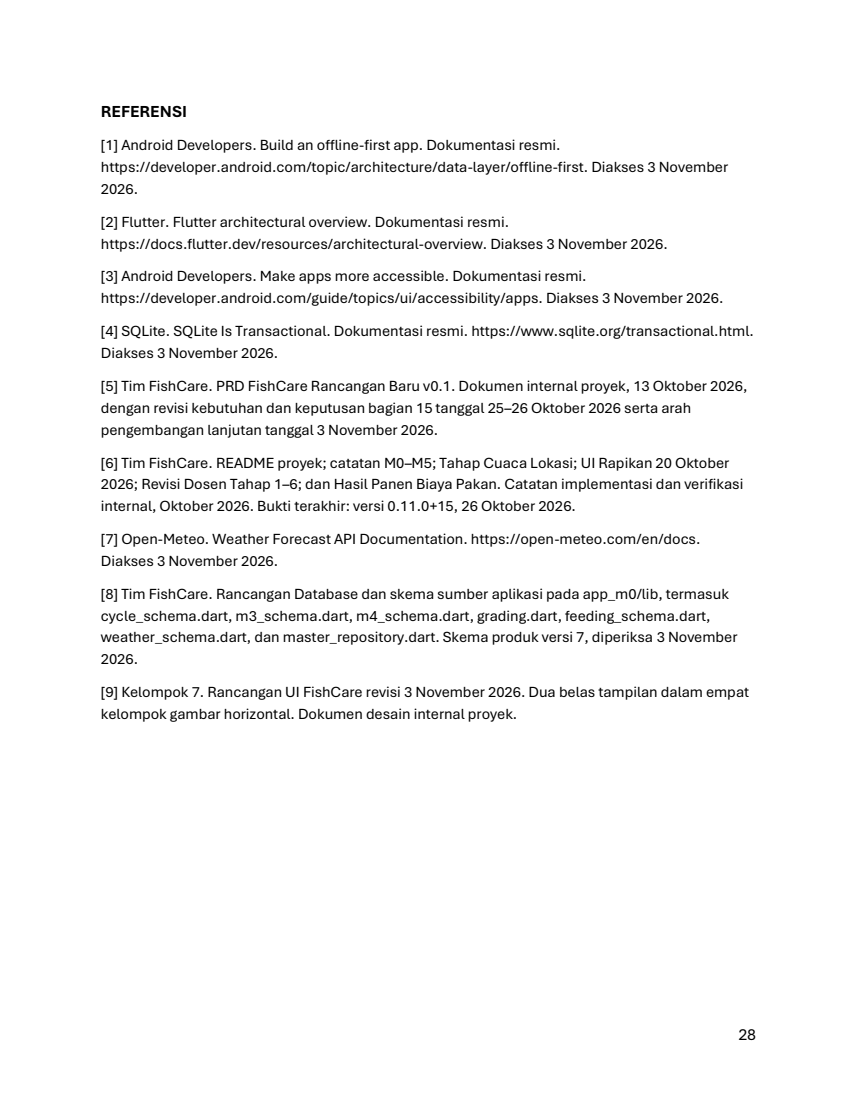 REFERENSI
[1] Android Developers. Build an offline-first app. Dokumentasi resmi.
https://developer.android.com/topic/architecture/data-layer/offline-first. Diakses 3 November
2026.
[2] Flutter. Flutter architectural overview. Dokumentasi resmi.
https://docs.flutter.dev/resources/architectural-overview. Diakses 3 November 2026.
[3] Android Developers. Make apps more accessible. Dokumentasi resmi.
https://developer.android.com/guide/topics/ui/accessibility/apps. Diakses 3 November 2026.
[4] SQLite. SQLite Is Transactional. Dokumentasi resmi. https://www.sqlite.org/transactional.html.
Diakses 3 November 2026.
[5] Tim FishCare. PRD FishCare Rancangan Baru v0.1. Dokumen internal proyek, 13 Oktober 2026,
dengan revisi kebutuhan dan keputusan bagian 15 tanggal 25–26 Oktober 2026 serta arah
pengembangan lanjutan tanggal 3 November 2026.
[6] Tim FishCare. README proyek; catatan M0–M5; Tahap Cuaca Lokasi; UI Rapikan 20 Oktober
2026; Revisi Dosen Tahap 1–6; dan Hasil Panen Biaya Pakan. Catatan implementasi dan verifikasi
internal, Oktober 2026. Bukti terakhir: versi 0.11.0+15, 26 Oktober 2026.
[7] Open-Meteo. Weather Forecast API Documentation. https://open-meteo.com/en/docs.
Diakses 3 November 2026.
[8] Tim FishCare. Rancangan Database dan skema sumber aplikasi pada app_m0/lib, termasuk
cycle_schema.dart, m3_schema.dart, m4_schema.dart, grading.dart, feeding_schema.dart,
weather_schema.dart, dan master_repository.dart. Skema produk versi 7, diperiksa 3 November
2026.
[9] Kelompok 7. Rancangan UI FishCare revisi 3 November 2026. Dua belas tampilan dalam empat
kelompok gambar horizontal. Dokumen desain internal proyek.
28